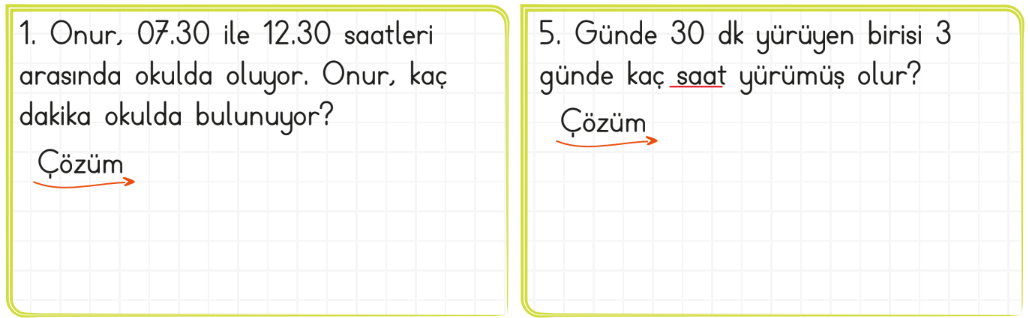 1. Onur, 07.30 ile 12.30 saatleri
arasında okulda oluyor. Onur, kaç
dakika okulda bulunuyor?
Çözüm
5. Günde 30 dk yürüyen birisi 3
günde kaç saat yürümüş olur?
Çözüm